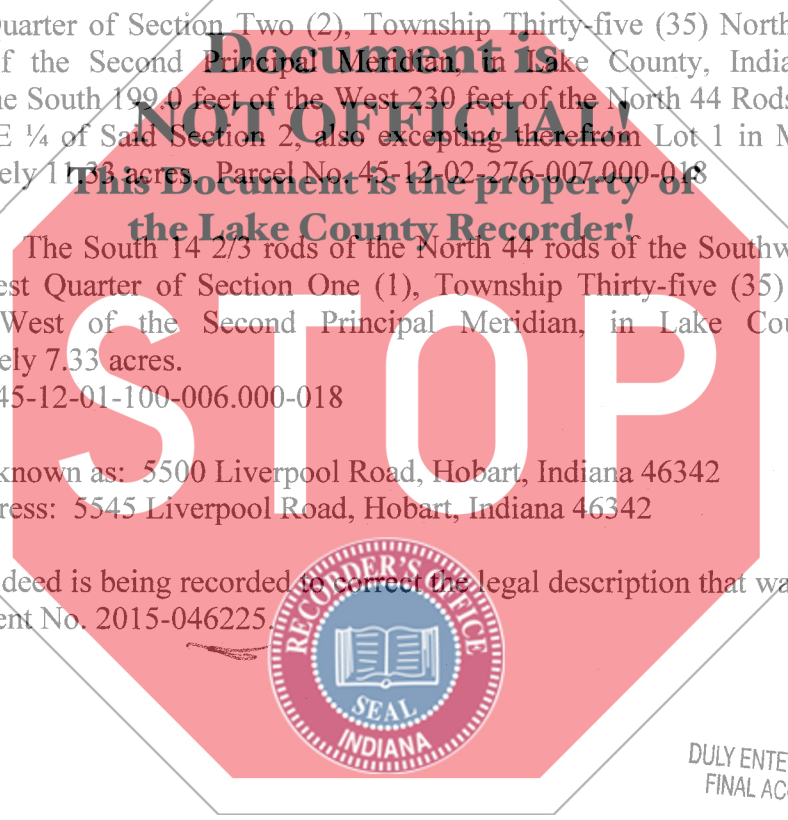 Quarter of Section Two (2), Township Thirty-five (35) North
of the Second Principal Meridian, in Lake County, India
Document is
he South 199.0 feet of the West 230 feet of the North 44 Rods
NOT OFFICIAL!
E ¼ of Said Section 2, also excepting therefrom Lot 1 in M
ely 11.33 acres. Parcel No. 45-12-02-276-007.000-018
This Document is the property of
the Lake County Recorder!
The South 14 2/3 rods of the North 44 rods of the Southw
est Quarter of Section One (1), Township Thirty-five (35)
West of the Second Principal Meridian, in Lake Cou
ely 7.33 acres.
45-12-01-100-006.000-018
STOP
known as: 5500 Liverpool Road, Hobart, Indiana 46342
ress: 5545 Liverpool Road, Hobart, Indiana 46342
deed is being recorded to correct the legal description that wa
ent No. 2015-046225.
RECORDER'S OFFICE
SEAL
INDIANA
DULY ENTE
FINAL AC